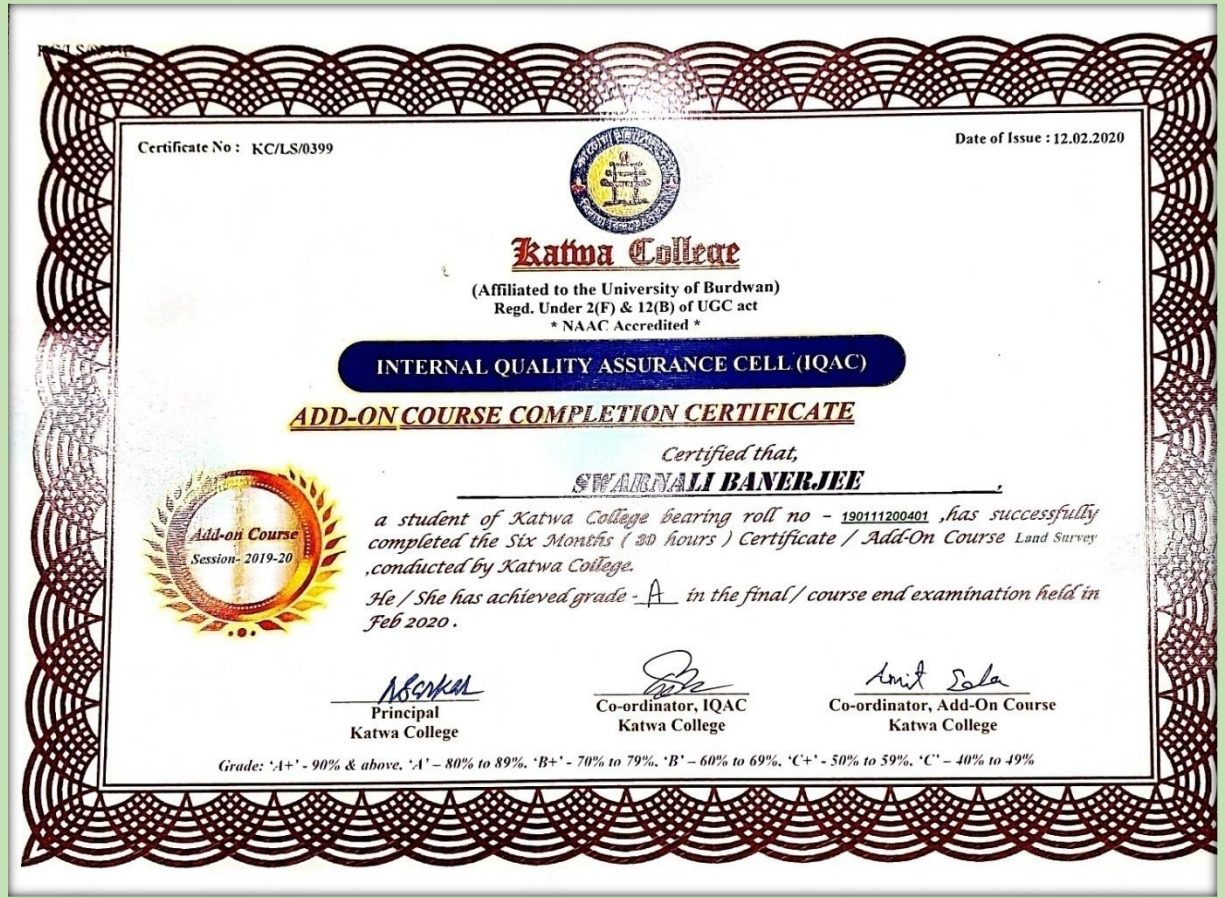 Certificate No : KC/LS/0399
Date of Issue : 12.02.2020
Katwa College
(Affiliated to the University of Burdwan)
Regd. Under 2(F) & 12(B) of UGC act
* NAAC Accredited *
INTERNAL QUALITY ASSURANCE CELL (IQAC)
ADD-ON COURSE COMPLETION CERTIFICATE
Certified that,
SWARNALI BANERJEE .
a student of Katwa College bearing roll no - 190111200401 ,has successfully
completed the Six Months ( 30 hours ) Certificate / Add-On Course Land Survey
,conducted by Katwa College.
He / She has achieved grade - A in the final / course end examination held in
Feb 2020 .
Add-on Course
Session- 2019-20
Principal
Katwa College
Co-ordinator, IQAC
Katwa College
Amit
Co-ordinator, Add-On Course
Katwa College
Grade: ‘A+’ - 90% & above. ‘A’ – 80% to 89%. ‘B+’ - 70% to 79%. ‘B’ – 60% to 69%. ‘C+’ - 50% to 59%. ‘C’ – 40% to 49%